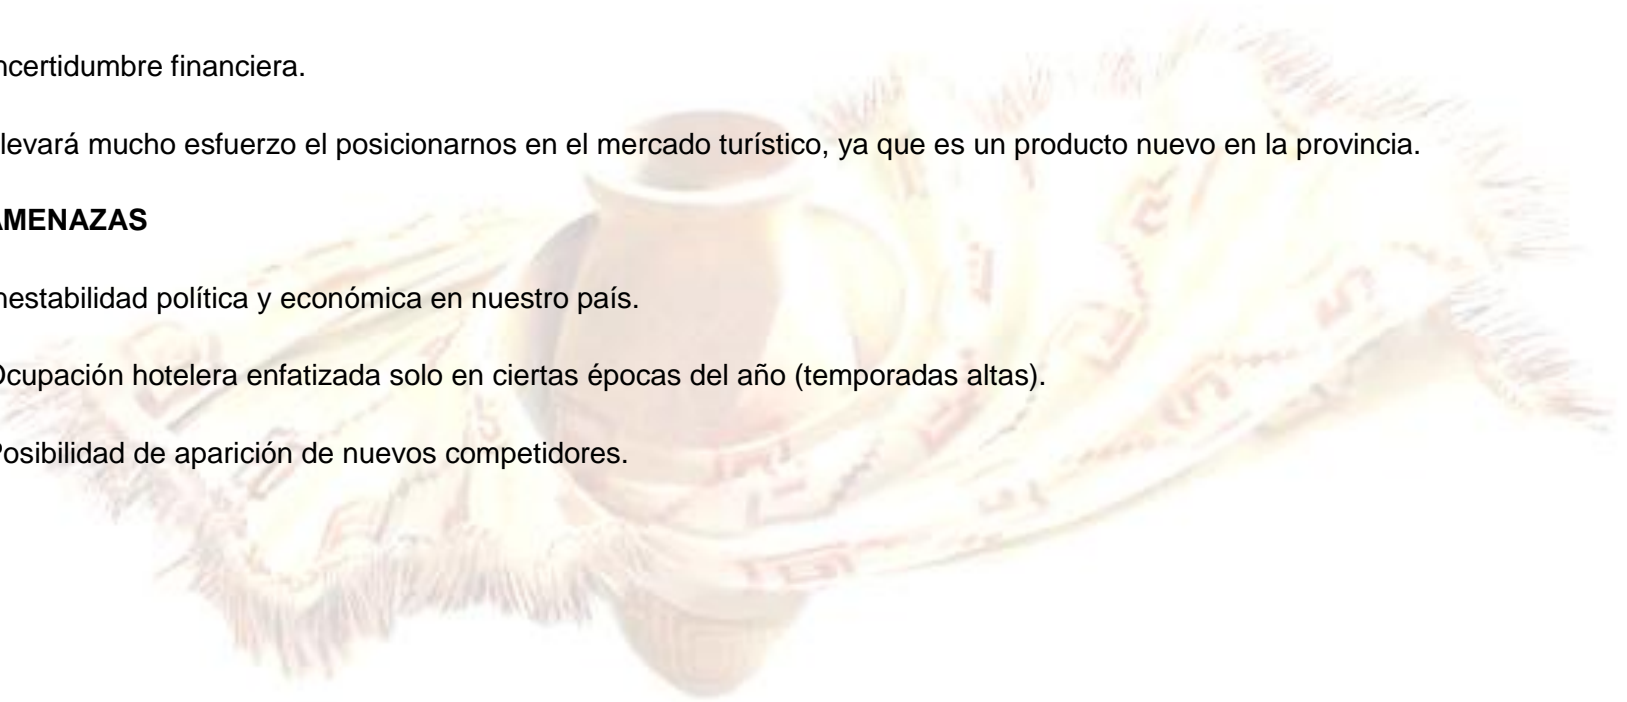 ncertidumbre financiera.
levará mucho esfuerzo el posicionarnos en el mercado turístico, ya que es un producto nuevo en la provincia.
MENAZAS
nestabilidad política y económica en nuestro país.
Ocupación hotelera enfatizada solo en ciertas épocas del año (temporadas altas).
Posibilidad de aparición de nuevos competidores.